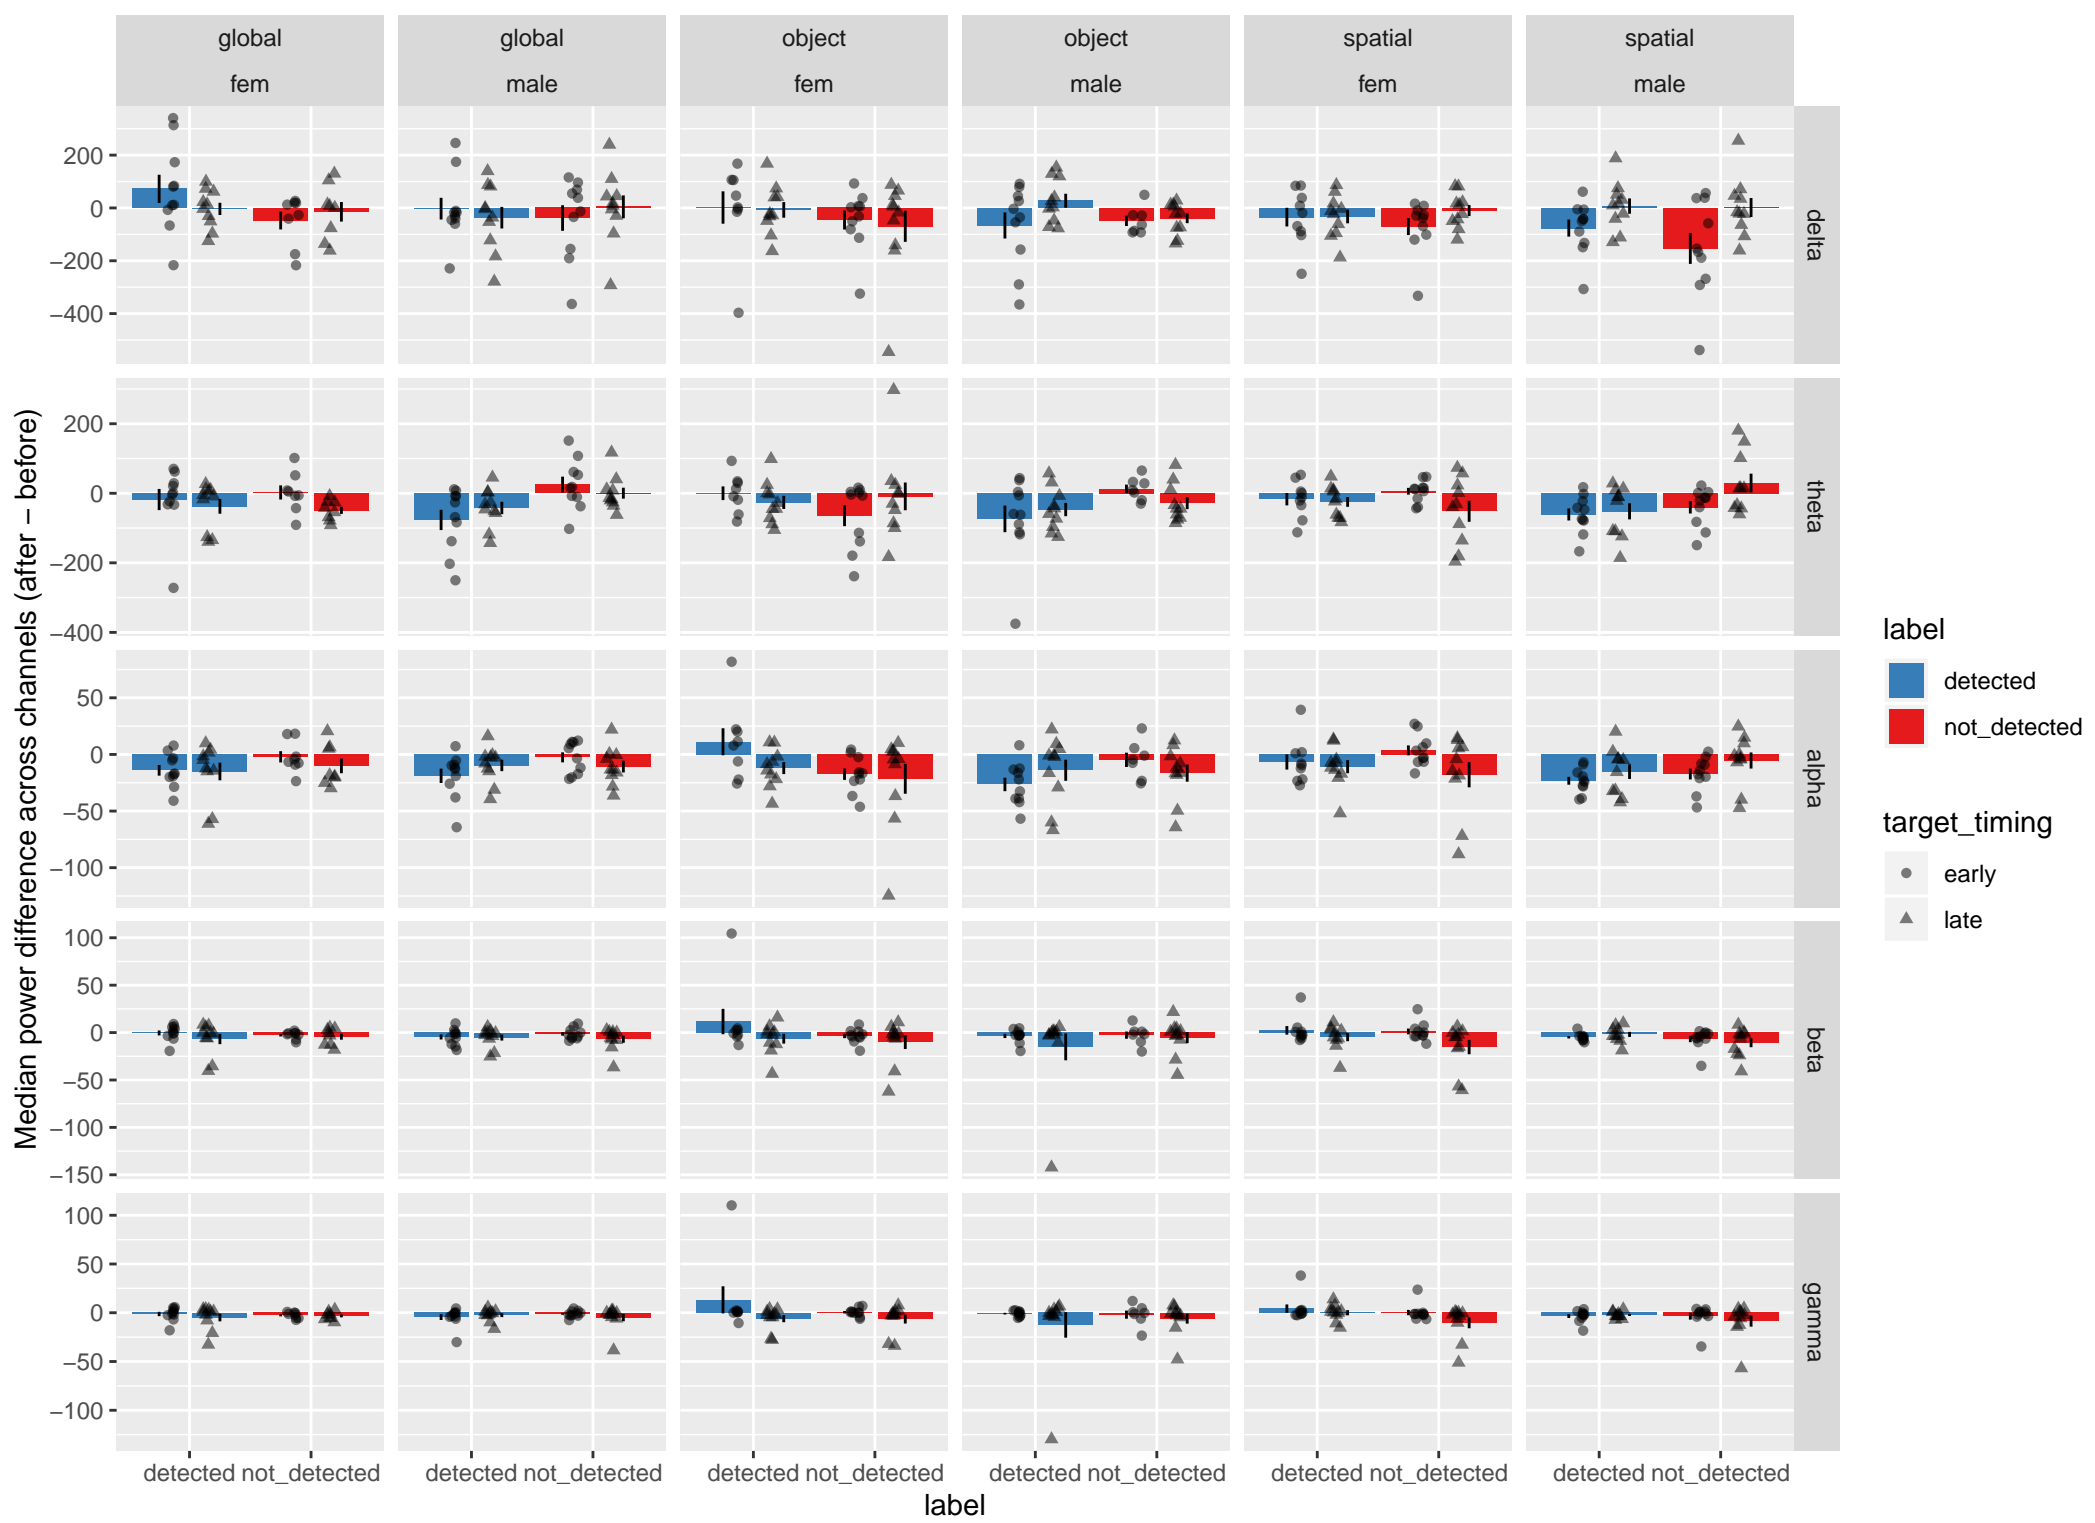 global global object object spatial spatial
fem male fem male fem male
200
0
−200
−400
delta
200
0
−200
−400
theta
50
0
−50
−100
alpha
100
50
0
−50
−100
−150
beta
100
50
0
−50
−100
gamma
Median power difference across channels (after − before)
detected not_detected detected not_detected detected not_detected detected not_detected detected not_detected detected not_detected
label
label
detected
not_detected
target_timing
early
late